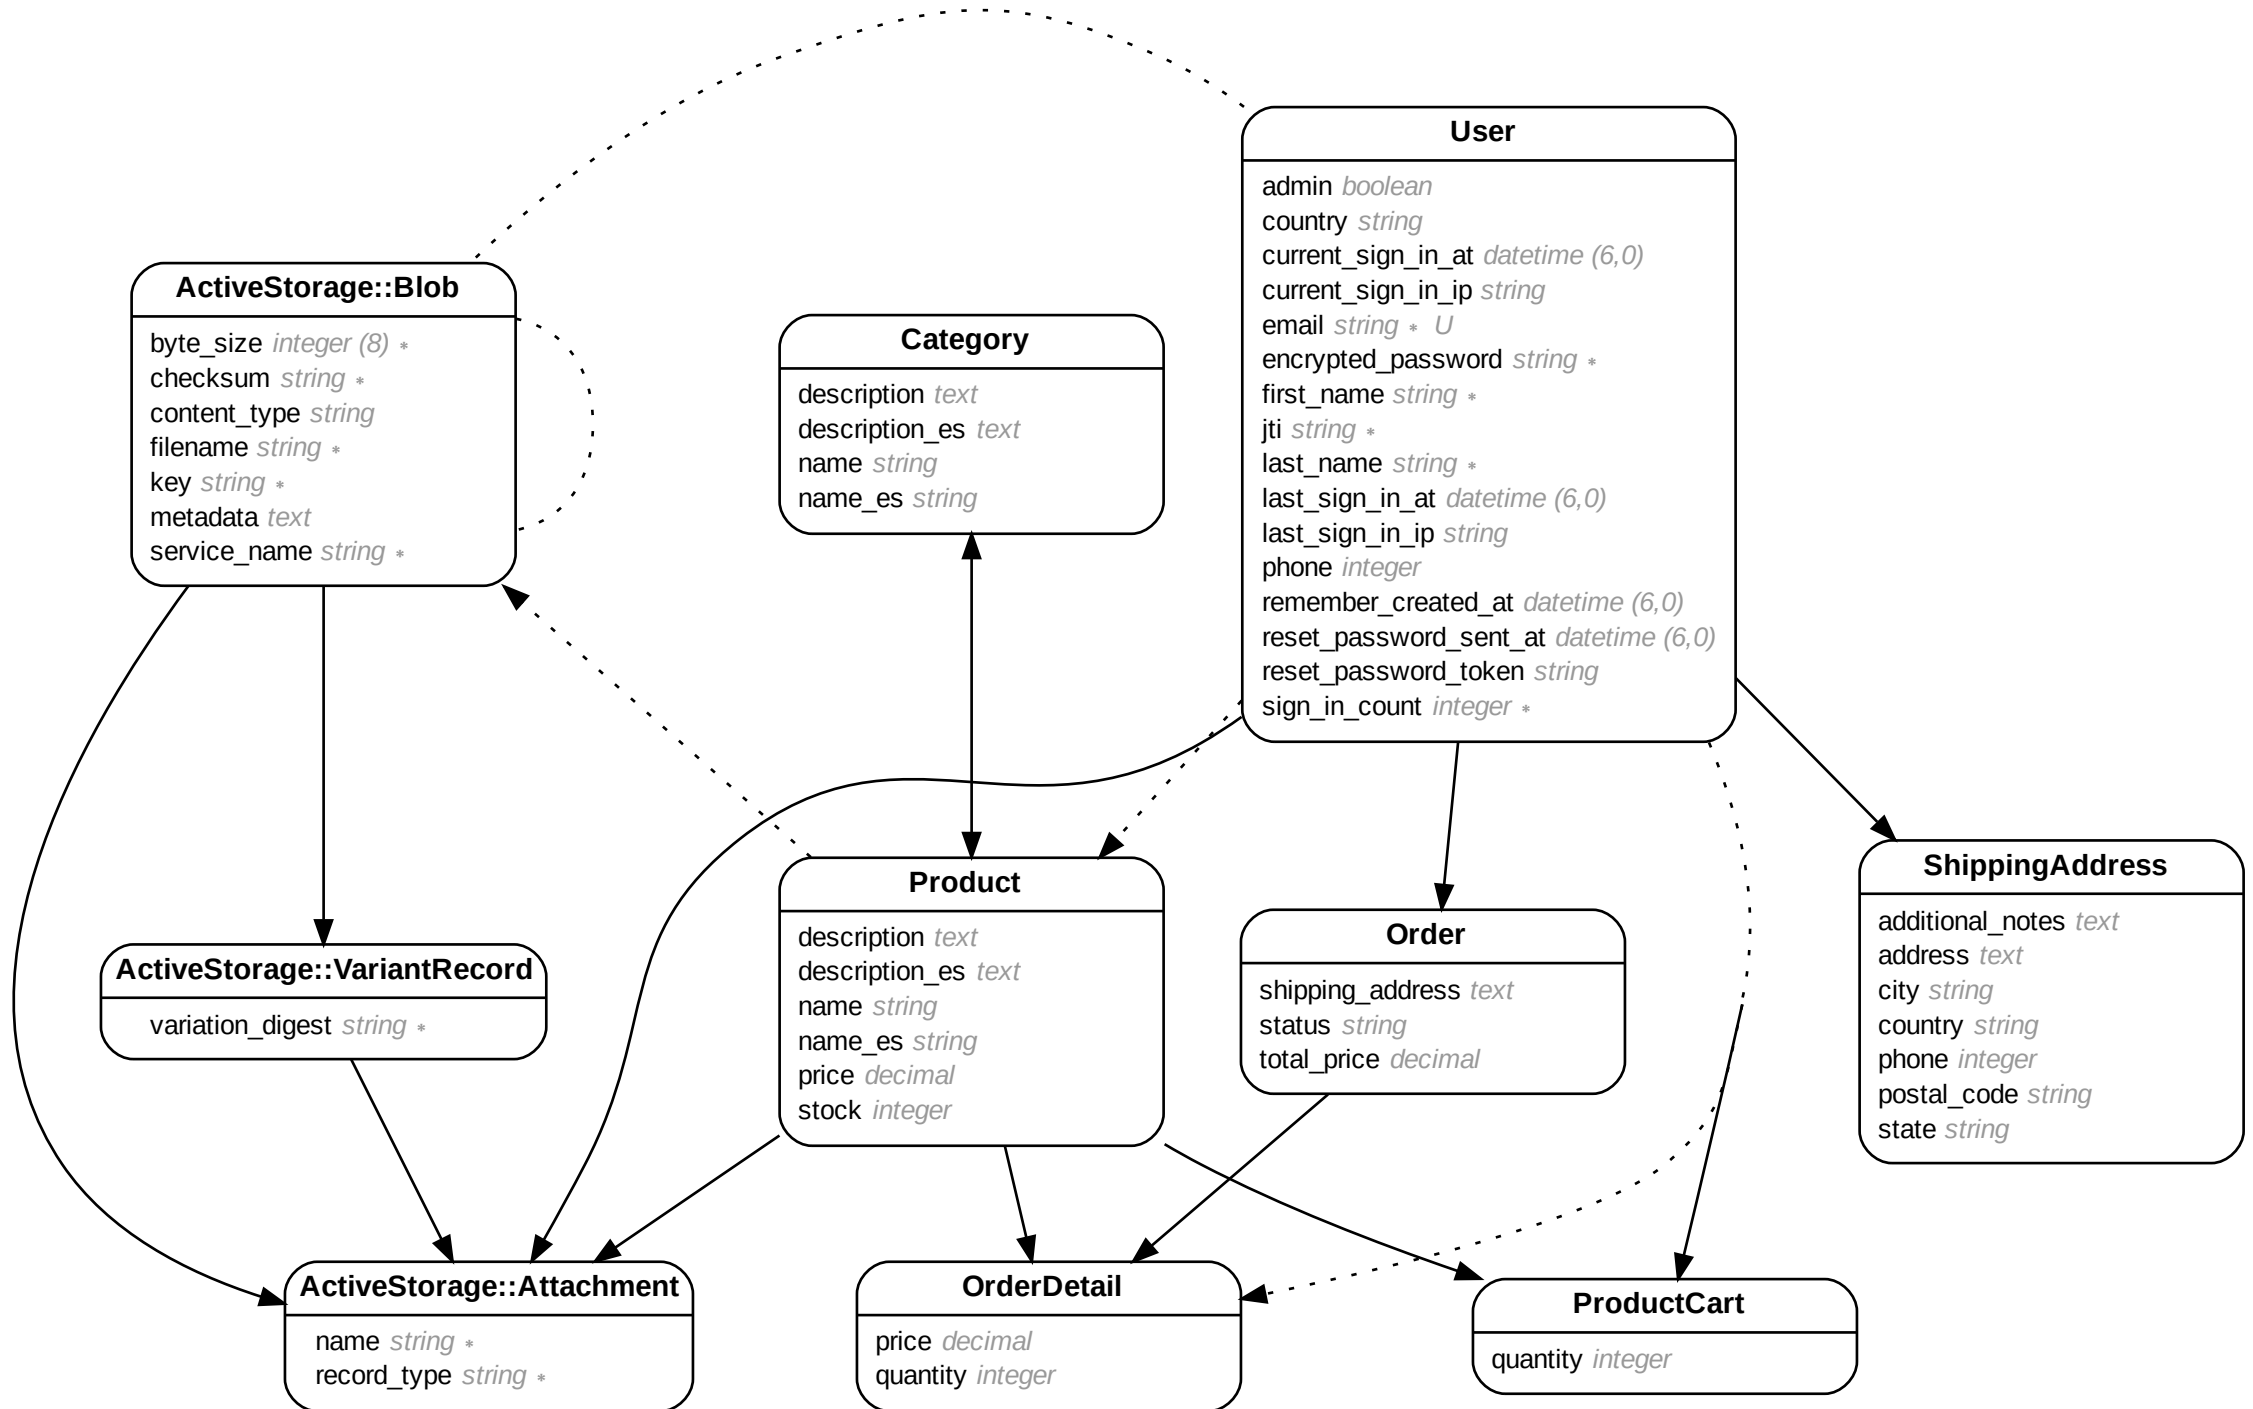 User
admin boolean
country string
current_sign_in_at datetime (6,0)
current_sign_in_ip string
email string * U
encrypted_password string *
first_name string *
jti string *
last_name string *
last_sign_in_at datetime (6,0)
last_sign_in_ip string
phone integer
remember_created_at datetime (6,0)
reset_password_sent_at datetime (6,0)
reset_password_token string
sign_in_count integer *
ActiveStorage::Blob
byte_size integer (8) *
checksum string *
content_type string
filename string *
key string *
metadata text
service_name string *
Category
description text
description_es text
name string
name_es string
ActiveStorage::VariantRecord
variation_digest string *
Product
description text
description_es text
name string
name_es string
price decimal
stock integer
Order
shipping_address text
status string
total_price decimal
ShippingAddress
additional_notes text
address text
city string
country string
phone integer
postal_code string
state string
ActiveStorage::Attachment
name string *
record_type string *
OrderDetail
price decimal
quantity integer
ProductCart
quantity integer